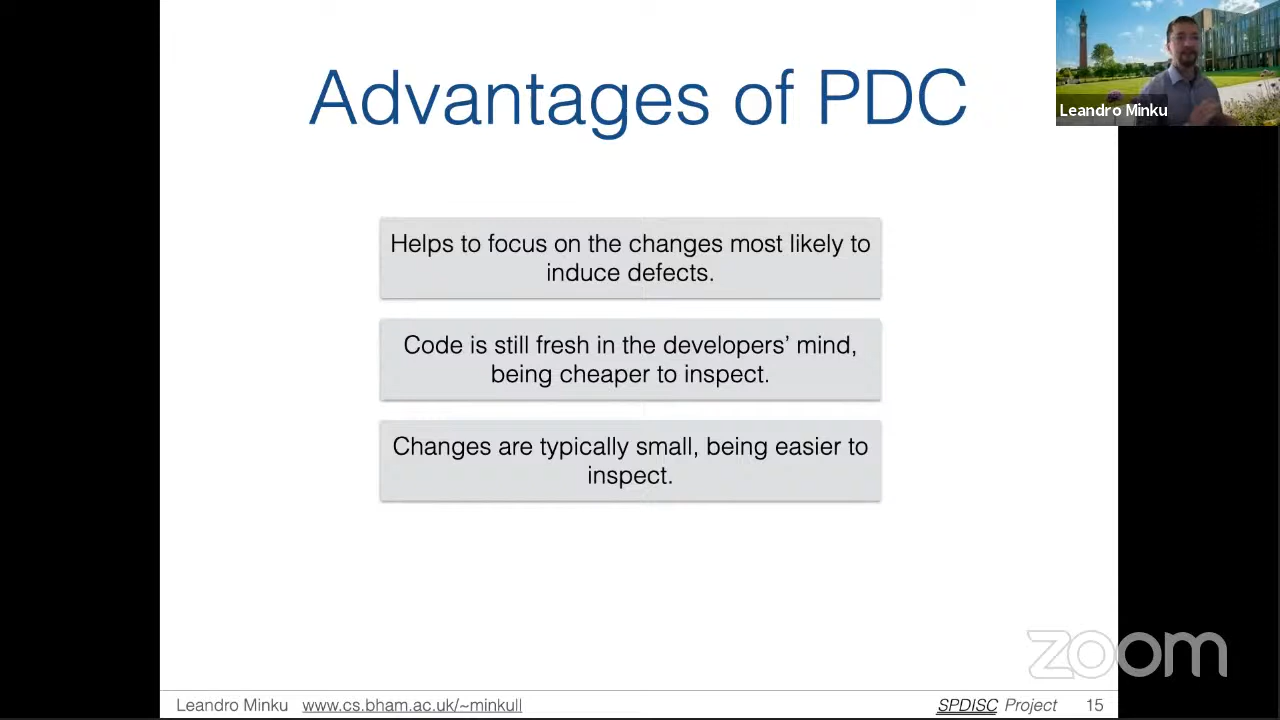 Advantages of PDC
Leandro Minku
Helps to focus on the changes most likely to
induce defects.
Code is still fresh in the developers’ mind,
being cheaper to inspect.
Changes are typically small, being easier to
inspect.
zoom
Leandro Minku www.cs.bham.ac.uk/~minkull
SPDISC Project 15